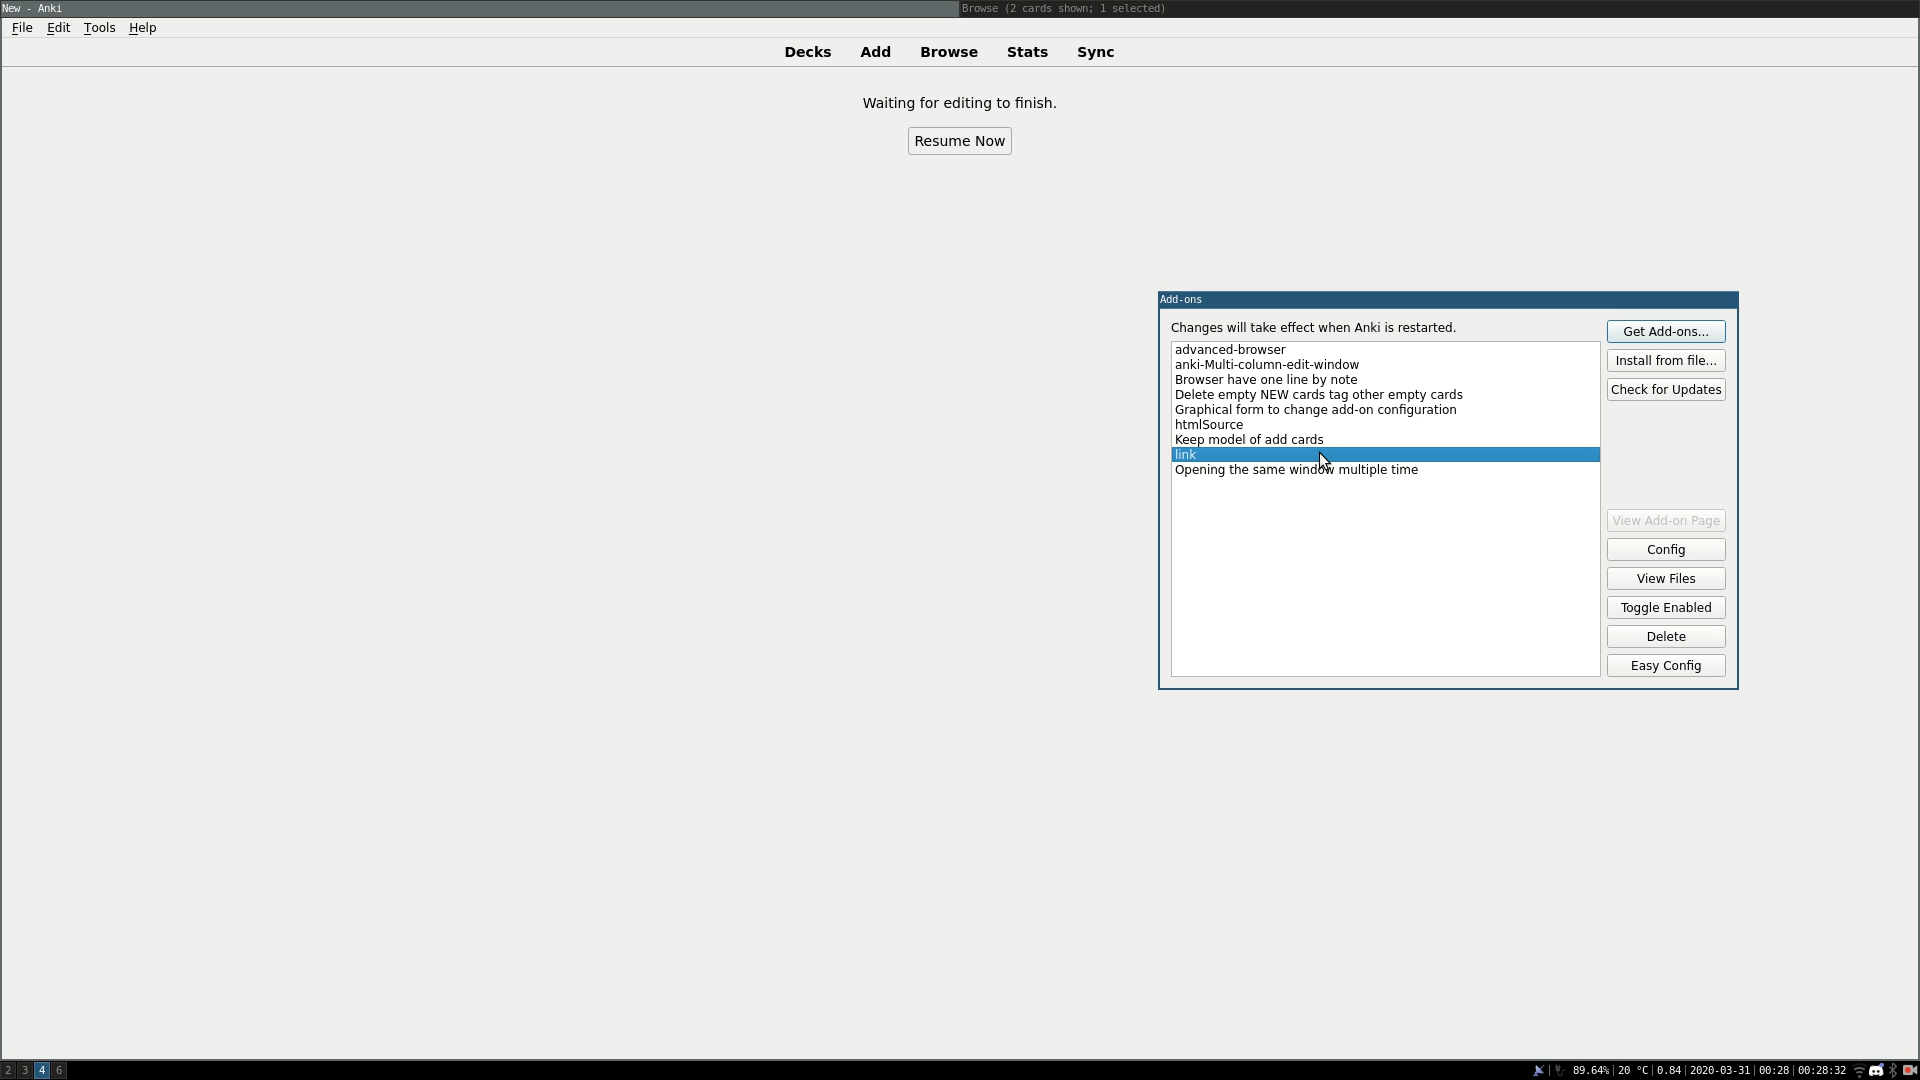 New - Anki
Browse (2 cards shown; 1 selected)
File Edit Tools Help
Decks Add Browse Stats Sync
Waiting for editing to finish.
Resume Now
Add-ons
Changes will take effect when Anki is restarted.
advanced-browser
anki-Multi-column-edit-window
Browser have one line by note
Delete empty NEW cards tag other empty cards
Graphical form to change add-on configuration
htmlSource
Keep model of add cards
link
Opening the same window multiple time
Get Add-ons...
Install from file...
Check for Updates
View Add-on Page
Config
View Files
Toggle Enabled
Delete
Easy Config
2 3 4 6
89.64% | 20 °C | 0.84 | 2020-03-31 | 00:28 | 00:28:32